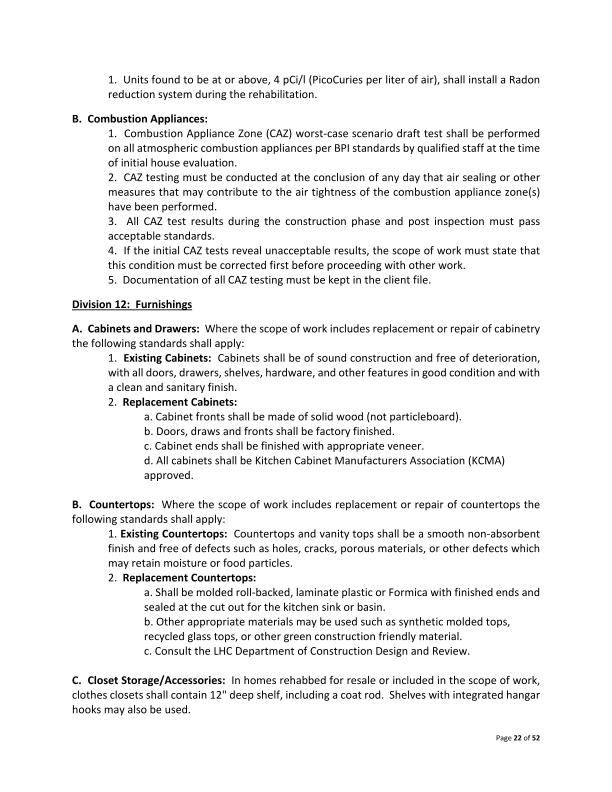 1. Units found to be at or above, 4 pCi/l (PicoCuries per liter of air), shall install a Radon
reduction system during the rehabilitation.
B. Combustion Appliances:
1. Combustion Appliance Zone (CAZ) worst-case scenario draft test shall be performed
on all atmospheric combustion appliances per BPI standards by qualified staff at the time
of initial house evaluation.
2. CAZ testing must be conducted at the conclusion of any day that air sealing or other
measures that may contribute to the air tightness of the combustion appliance zone(s)
have been performed.
3. All CAZ test results during the construction phase and post inspection must pass
acceptable standards.
4. If the initial CAZ tests reveal unacceptable results, the scope of work must state that
this condition must be corrected first before proceeding with other work.
5. Documentation of all CAZ testing must be kept in the client file.
Division 12: Furnishings
A. Cabinets and Drawers: Where the scope of work includes replacement or repair of cabinetry
the following standards shall apply:
1. Existing Cabinets: Cabinets shall be of sound construction and free of deterioration,
with all doors, drawers, shelves, hardware, and other features in good condition and with
a clean and sanitary finish.
2. Replacement Cabinets:
a. Cabinet fronts shall be made of solid wood (not particleboard).
b. Doors, draws and fronts shall be factory finished.
c. Cabinet ends shall be finished with appropriate veneer.
d. All cabinets shall be Kitchen Cabinet Manufacturers Association (KCMA)
approved.
B. Countertops: Where the scope of work includes replacement or repair of countertops the
following standards shall apply:
1. Existing Countertops: Countertops and vanity tops shall be a smooth non-absorbent
finish and free of defects such as holes, cracks, porous materials, or other defects which
may retain moisture or food particles.
2. Replacement Countertops:
a. Shall be molded roll-backed, laminate plastic or Formica with finished ends and
sealed at the cut out for the kitchen sink or basin.
b. Other appropriate materials may be used such as synthetic molded tops,
recycled glass tops, or other green construction friendly material.
c. Consult the LHC Department of Construction Design and Review.
C. Closet Storage/Accessories: In homes rehabbed for resale or included in the scope of work,
clothes closets shall contain 12" deep shelf, including a coat rod. Shelves with integrated hangar
hooks may also be used.
Page 22 of 52